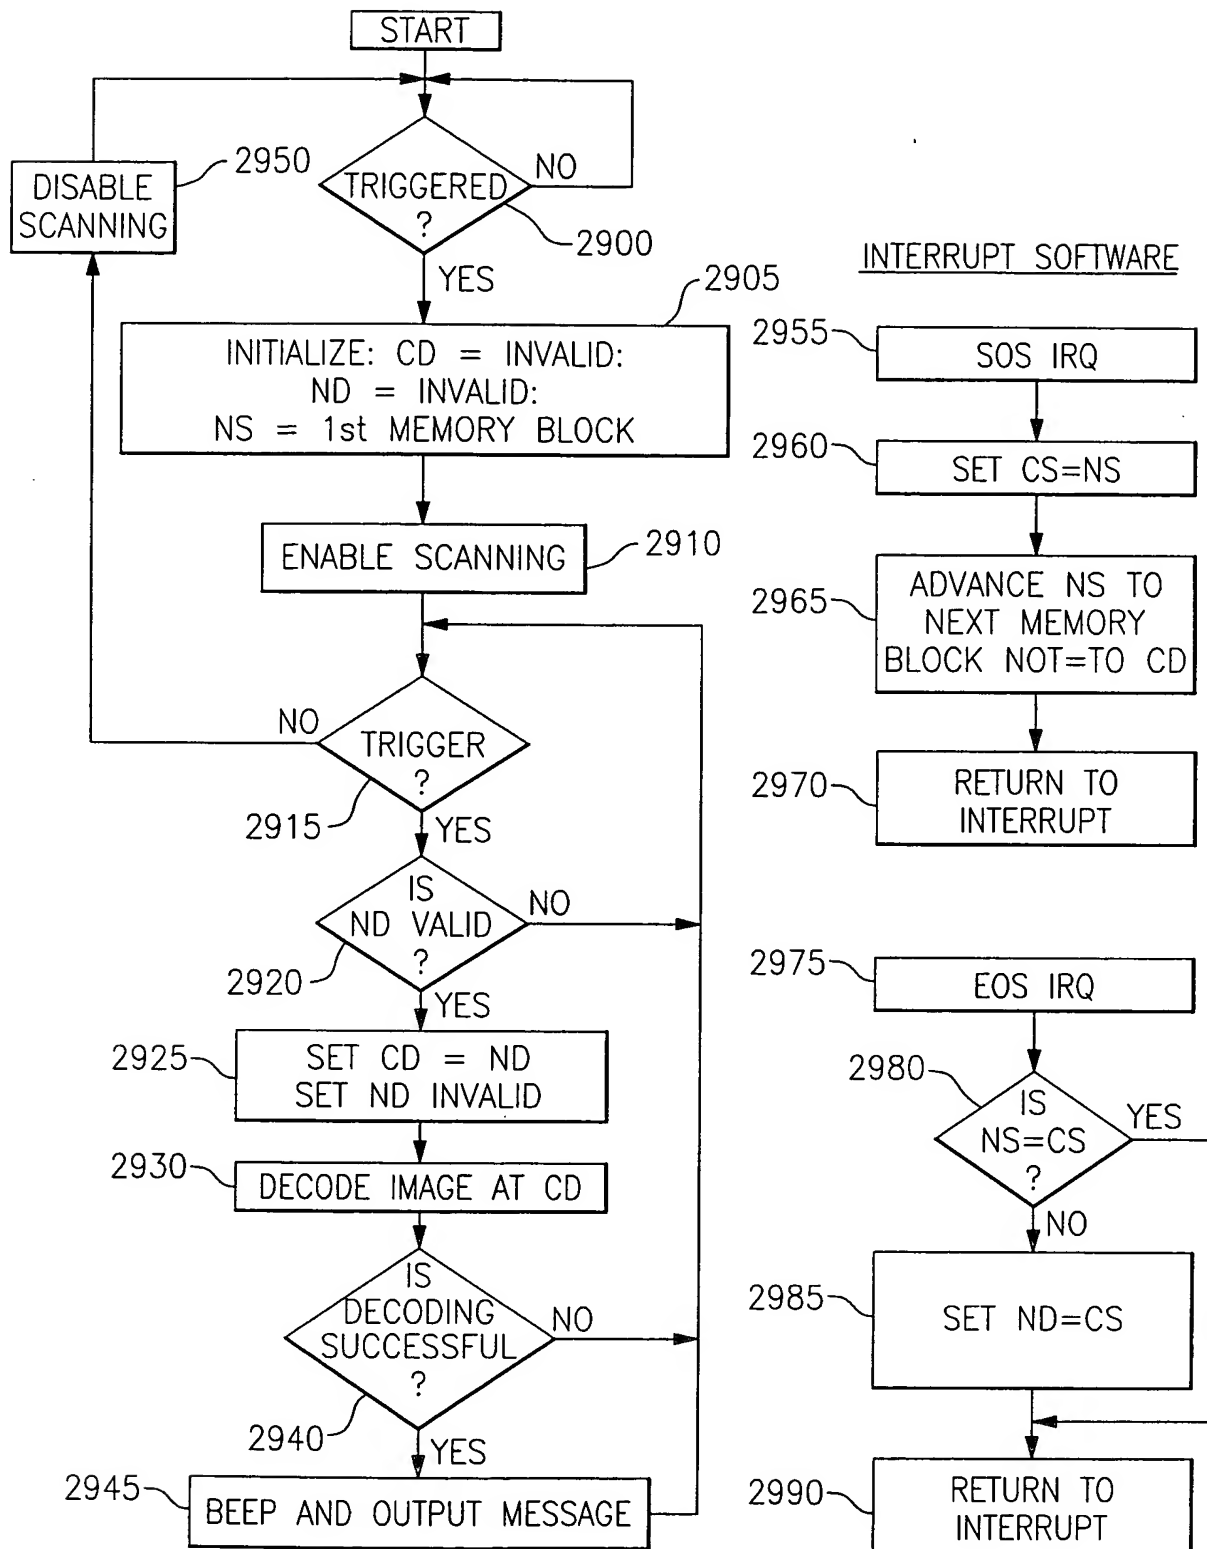 START
2950
DISABLE
SCANNING
TRIGGERED
?
NO
2900
YES
2905
INITIALIZE: CD = INVALID:
ND = INVALID:
NS = 1st MEMORY BLOCK
ENABLE SCANNING
2910
NO
TRIGGER
?
2915
YES
IS
ND VALID
?
NO
2920
YES
2925
SET CD = ND
SET ND INVALID
2930
DECODE IMAGE AT CD
IS
DECODING
SUCCESSFUL
?
NO
2940
YES
2945
BEEP AND OUTPUT MESSAGE
INTERRUPT SOFTWARE
2955
SOS IRQ
2960
SET CS=NS
2965
ADVANCE NS TO
NEXT MEMORY
BLOCK NOT=TO CD
2970
RETURN TO
INTERRUPT
2975
EOS IRQ
2980
IS
NS=CS
?
YES
NO
2985
SET ND=CS
2990
RETURN TO
INTERRUPT